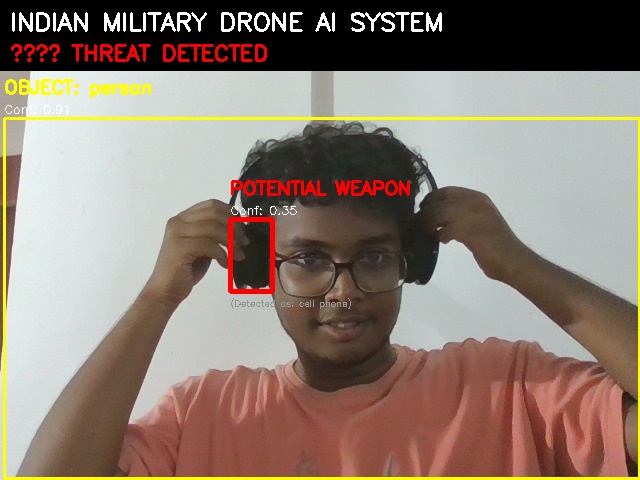 INDIAN MILITARY DRONE AI SYSTEM
???? THREAT DETECTED
OBJECT: person
Conf: 0.91
POTENTIAL WEAPON
Conf: 0.35
(Detected as: cell phone)